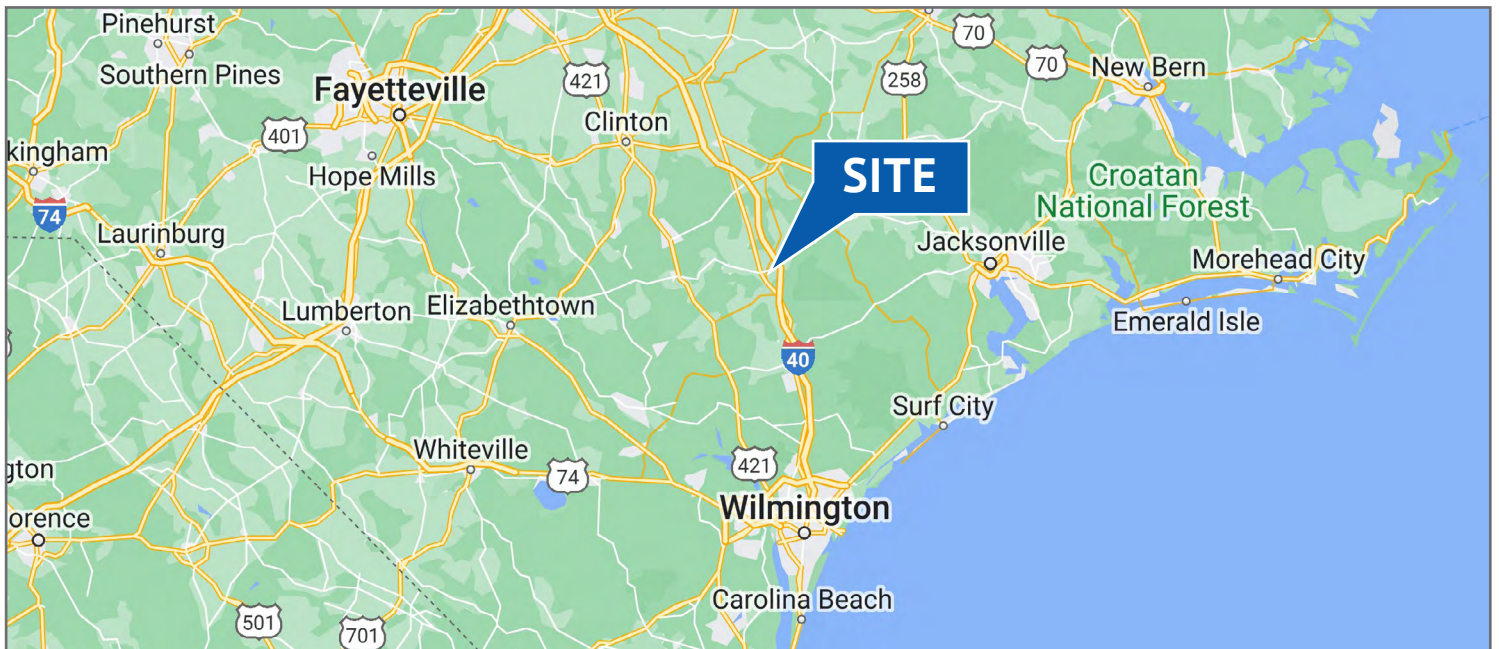 Pinehurst
Southern Pines
Fayetteville
421
70
258
70
New Bern
401
Clinton
kingham
Hope Mills
SITE
Croatan
National Forest
74
Laurinburg
Jacksonville
Morehead City
Lumberton
Elizabethtown
Emerald Isle
40
Surf City
Whiteville
gton
74
421
Wilmington
orence
Carolina Beach
501
701